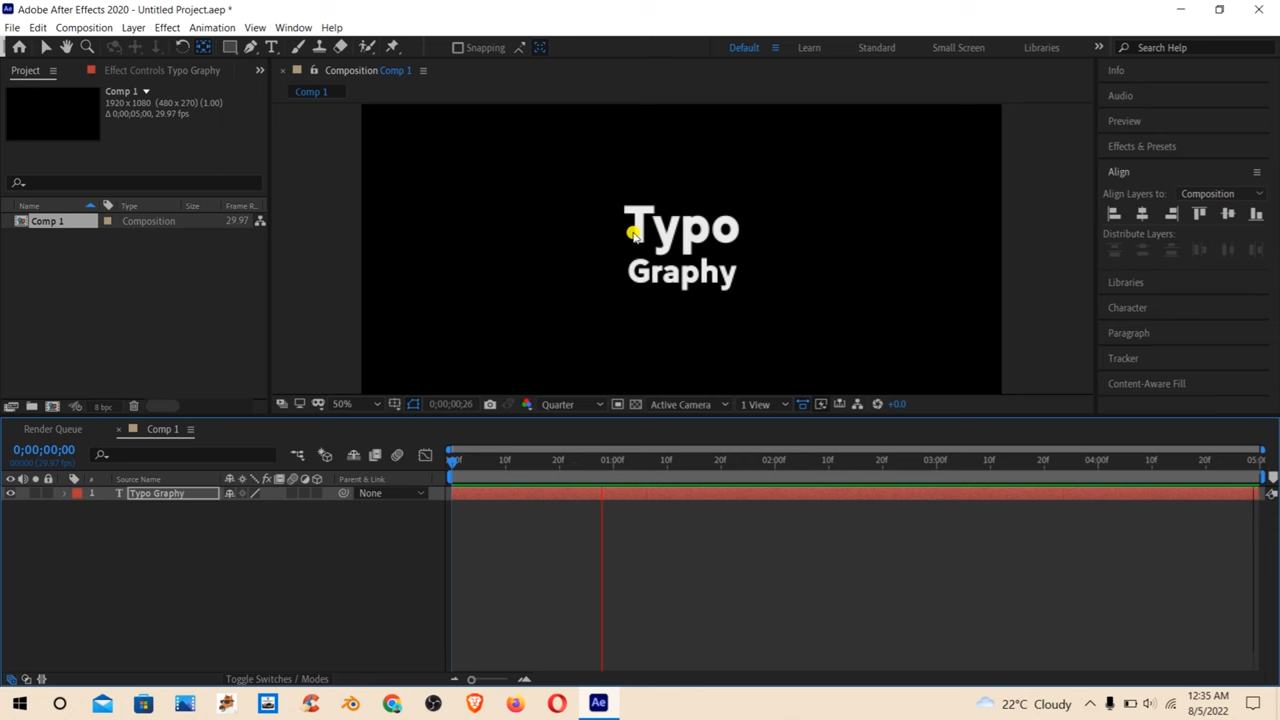 Adobe After Effects 2020 - Untitled Project.aep *
File Edit Composition Layer Effect Animation View Window Help
Snapping Default Learn Standard Small Screen Libraries Search Help
Project Effect Controls Typo Graphy
Composition Comp 1
Comp 1
Comp 1
1920 x 1080 (480 x 270) (1.00)
Δ 0;00;05;00, 29.97 fps
Name Type Size Frame R...
Comp 1 Composition 29.97
8 bpc
Typo
Graphy
50% 0;00;00;26 Quarter Active Camera 1 View +0.0
Info
Audio
Preview
Effects & Presets
Align
Align Layers to: Composition
Distribute Layers:
Libraries
Character
Paragraph
Tracker
Content-Aware Fill
Render Queue Comp 1
0;00;00;00
00000 (29.97 fps)
10f 20f 01:00f 10f 20f 02:00f 10f 20f 03:00f 10f 20f 04:00f 10f 20f
# Source Name Parent & Link
1 T Typo Graphy None
Toggle Switches / Modes
22°C Cloudy
12:35 AM
8/5/2022